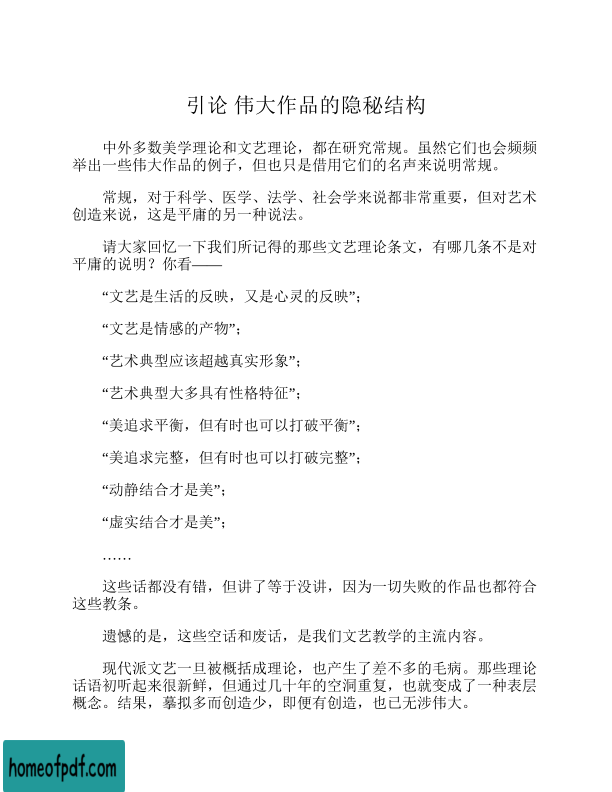 引论 伟大作品的隐秘结构
中外多数美学理论和文艺理论，都在研究常规。虽然它们也会频频
举出一些伟大作品的例子，但也只是借用它们的名声来说明常规。
常规，对于科学、医学、法学、社会学来说都非常重要，但对艺术
创造来说，这是平庸的另一种说法。
请大家回忆一下我们所记得的那些文艺理论条文，有哪几条不是对
平庸的说明？你看——
“文艺是生活的反映，又是心灵的反映”；
“文艺是情感的产物”；
“艺术典型应该超越真实形象”；
“艺术典型大多具有性格特征”；
“美追求平衡，但有时也可以打破平衡”；
“美追求完整，但有时也可以打破完整”；
“动静结合才是美”；
“虚实结合才是美”；
……
这些话都没有错，但讲了等于没讲，因为一切失败的作品也都符合
这些教条。
遗憾的是，这些空话和废话，是我们文艺教学的主流内容。
现代派文艺一旦被概括成理论，也产生了差不多的毛病。那些理论
话语初听起来很新鲜，但通过几十年的空洞重复，也就变成了一种表层
概念。结果，摹拟多而创造少，即便有创造，也已无涉伟大。
homeofpdf.com